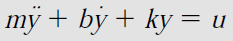 mÿ + bẏ + ky = u